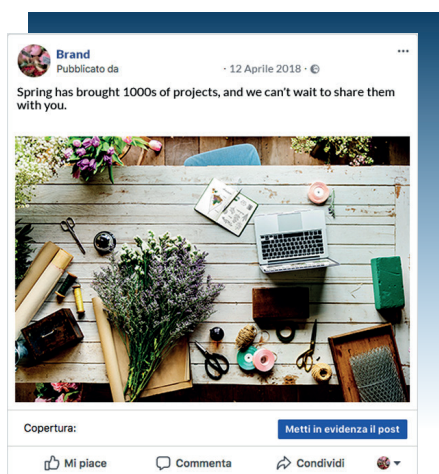 Brand
Pubblicato da
· 12 Aprile 2018 ·
Spring has brought 1000s of projects, and we can't wait to share them
with you.
Copertura:
Metti in evidenza il post
Mi piace
Commenta
Condividi